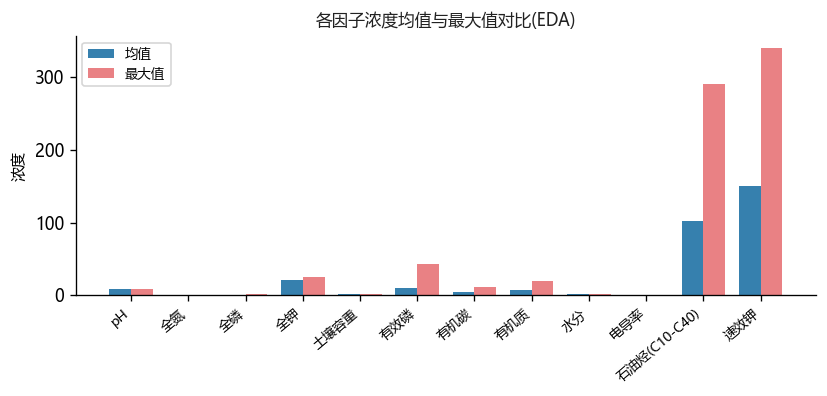 各因子浓度均值与最大值对比(EDA)
均值
最大值
浓度
300
200
100
0
pH
全氮
全磷
全钾
土壤容重
有效磷
有机碳
有机质
水分
电导率
石油烃(C10-C40)
速效钾